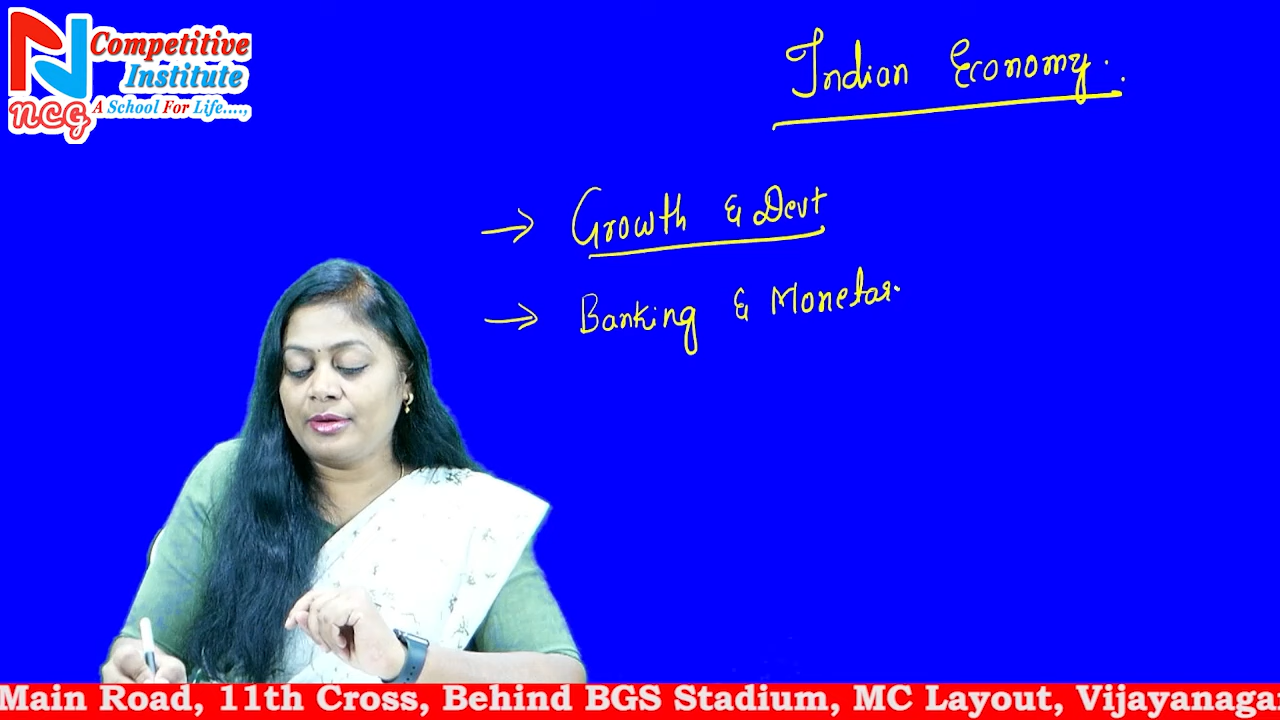 Competitive
Institute
ncg A School For Life....,
Indian Economy.
→ Growth & Devt
→ Banking & Monetar
Main Road, 11th Cross, Behind BGS Stadium, MC Layout, Vijayanagar